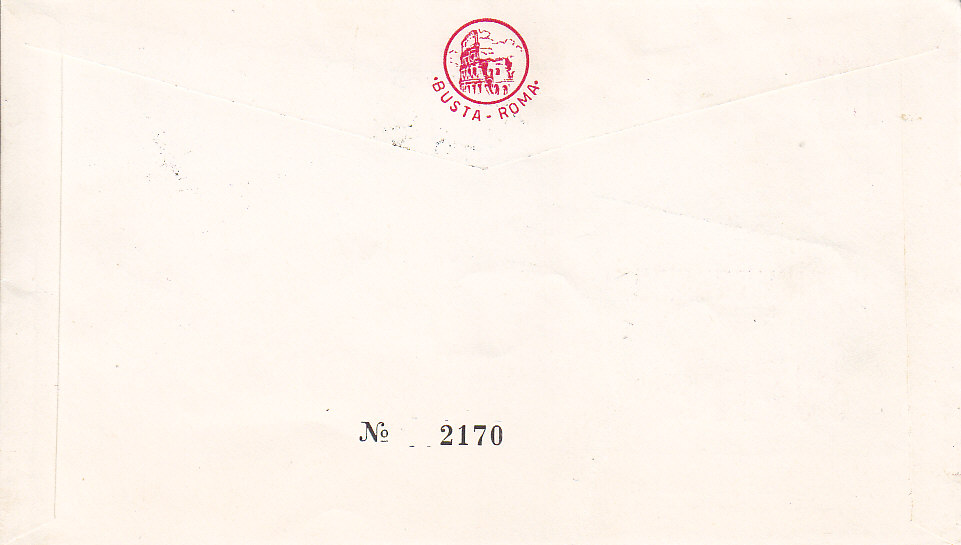 ·BUSTA-ROMA·
№ 2170